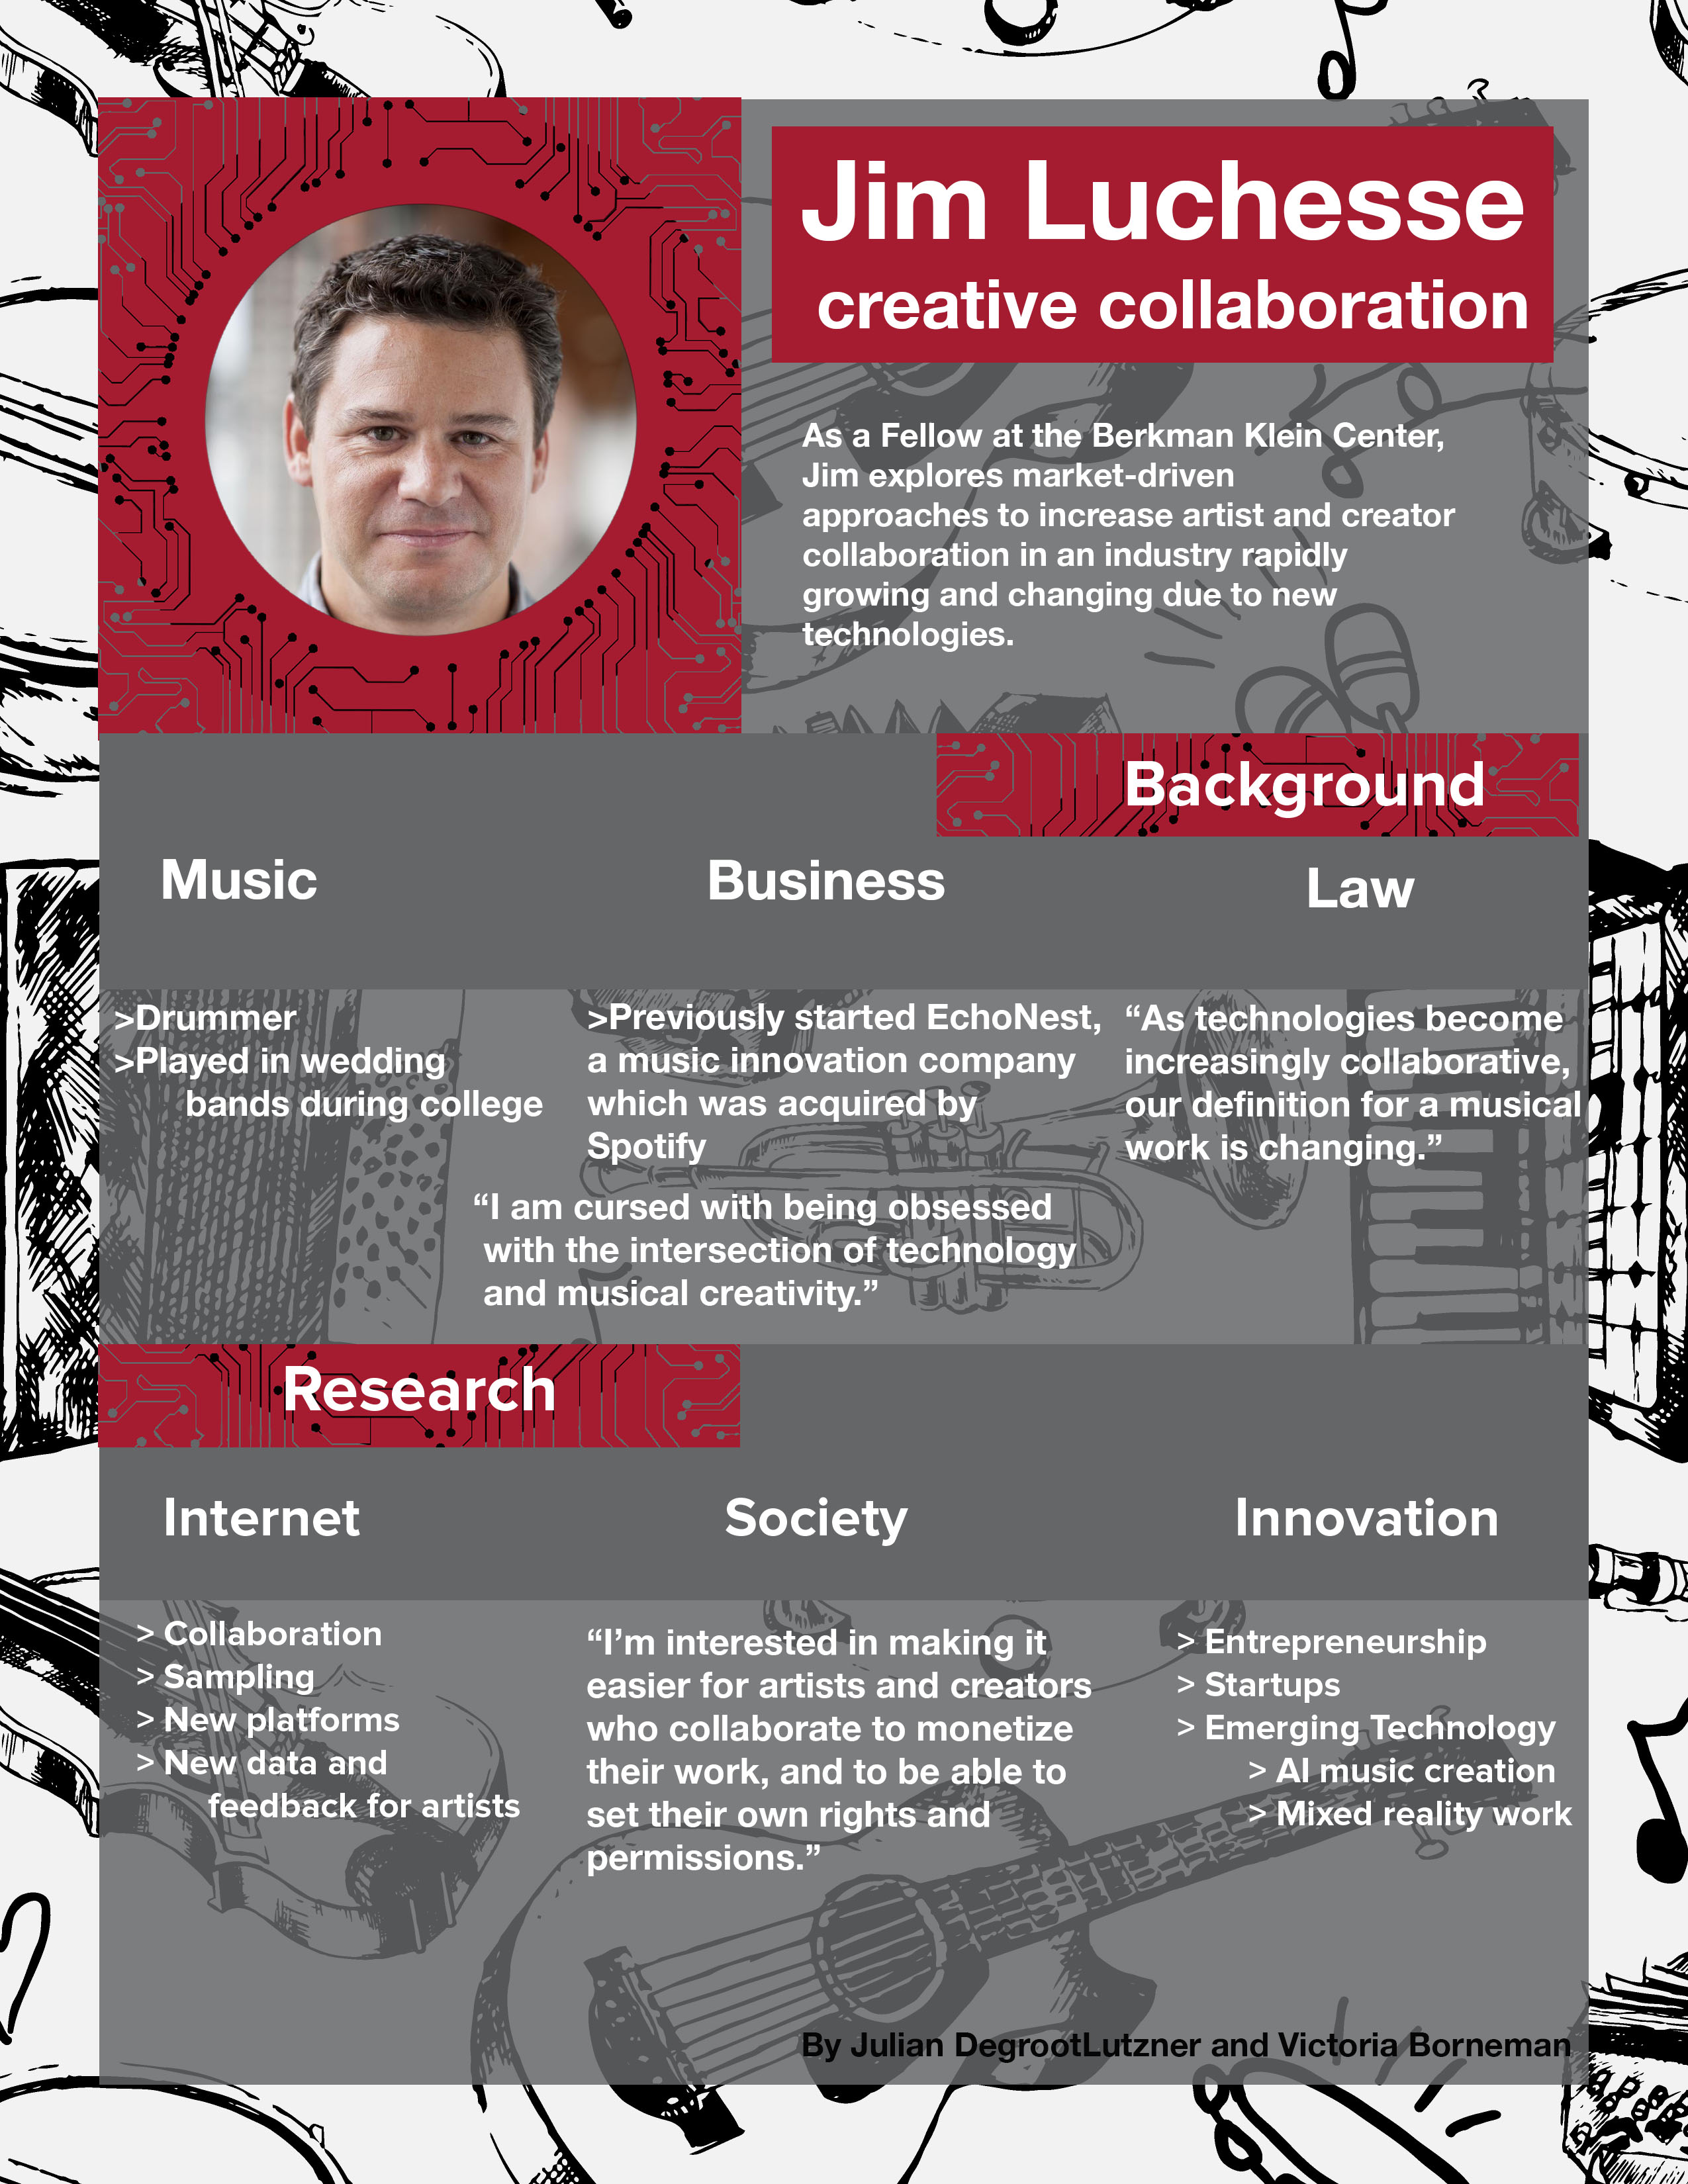 Jim Luchesse
creative collaboration
As a Fellow at the Berkman Klein Center,
Jim explores market-driven
approaches to increase artist and creator
collaboration in an industry rapidly
growing and changing due to new
technologies.
Background
Music
Business
Law
>Drummer
>Played in wedding
bands during college
>Previously started EchoNest,
a music innovation company
which was acquired by
Spotify
“As technologies become
increasingly collaborative,
our definition for a musical
work is changing.”
“I am cursed with being obsessed
with the intersection of technology
and musical creativity.”
Research
Internet
Society
Innovation
> Collaboration
> Sampling
> New platforms
> New data and
feedback for artists
“I’m interested in making it
easier for artists and creators
who collaborate to monetize
their work, and to be able to
set their own rights and
permissions.”
> Entrepreneurship
> Startups
> Emerging Technology
> AI music creation
> Mixed reality work
By Julian DegrootLutzner and Victoria Borneman